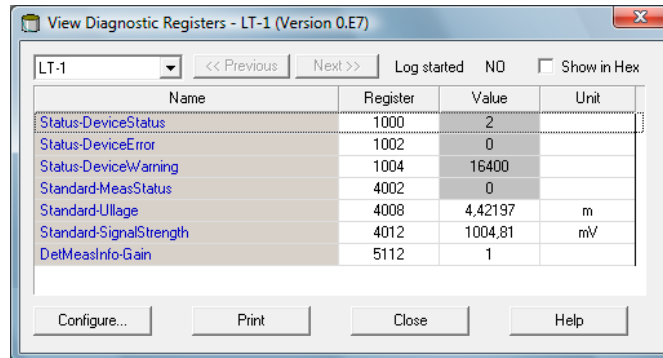 View Diagnostic Registers - LT-1 (Version 0.E7)
LT-1 << Previous Next >> Log started NO Show in Hex
Name Register Value Unit
Status-DeviceStatus 1000 2
Status-DeviceError 1002 0
Status-DeviceWarning 1004 16400
Standard-MeasStatus 4002 0
Standard-Ullage 4008 4,42197 m
Standard-SignalStrength 4012 1004,81 mV
DetMeasInfo-Gain 5112 1
Configure... Print Close Help